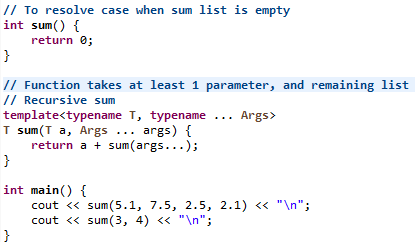 // To resolve case when sum list is empty
int sum() {
    return 0;
}

// Function takes at least 1 parameter, and remaining list
// Recursive sum
template<typename T, typename ... Args>
T sum(T a, Args ... args) {
    return a + sum(args...);
}

int main() {
    cout << sum(5.1, 7.5, 2.5, 2.1) << "\n";
    cout << sum(3, 4) << "\n";
}